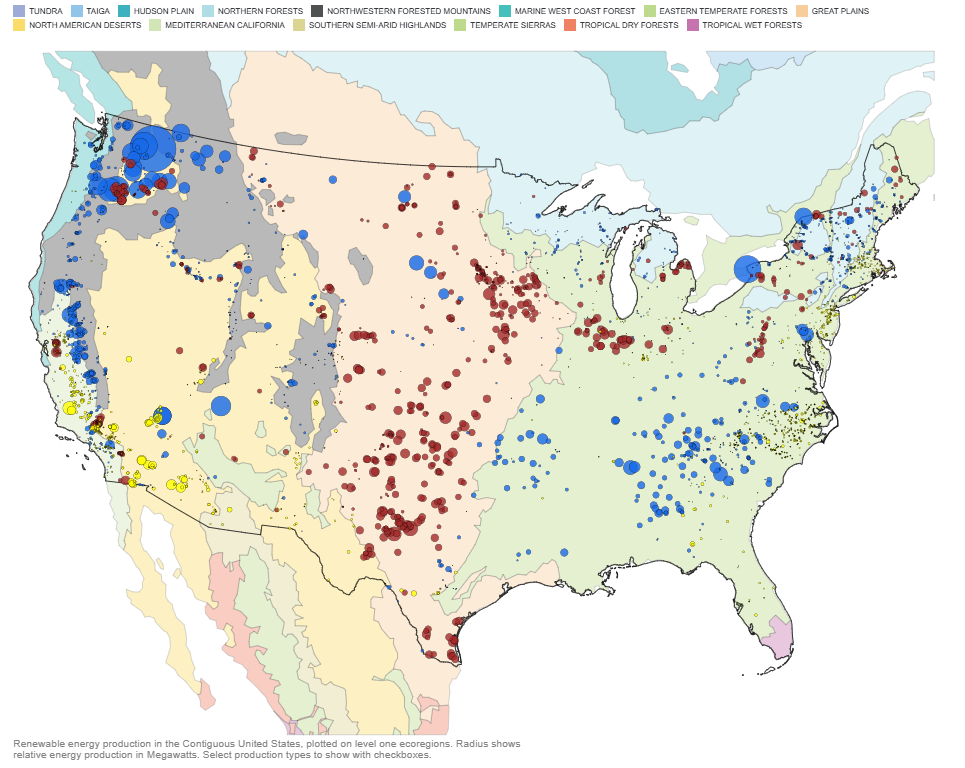 TUNDRA TAIGA HUDSON PLAIN NORTHERN FORESTS NORTHWESTERN FORESTED MOUNTAINS MARINE WEST COAST FOREST EASTERN TEMPERATE FORESTS GREAT PLAINS
NORTH AMERICAN DESERTS MEDITERRANEAN CALIFORNIA SOUTHERN SEMI-ARID HIGHLANDS TEMPERATE SIERRAS TROPICAL DRY FORESTS TROPICAL WET FORESTS
Renewable energy production in the Contiguous United States, plotted on level one ecoregions. Radius shows
relative energy production in Megawatts. Select production types to show with checkboxes.